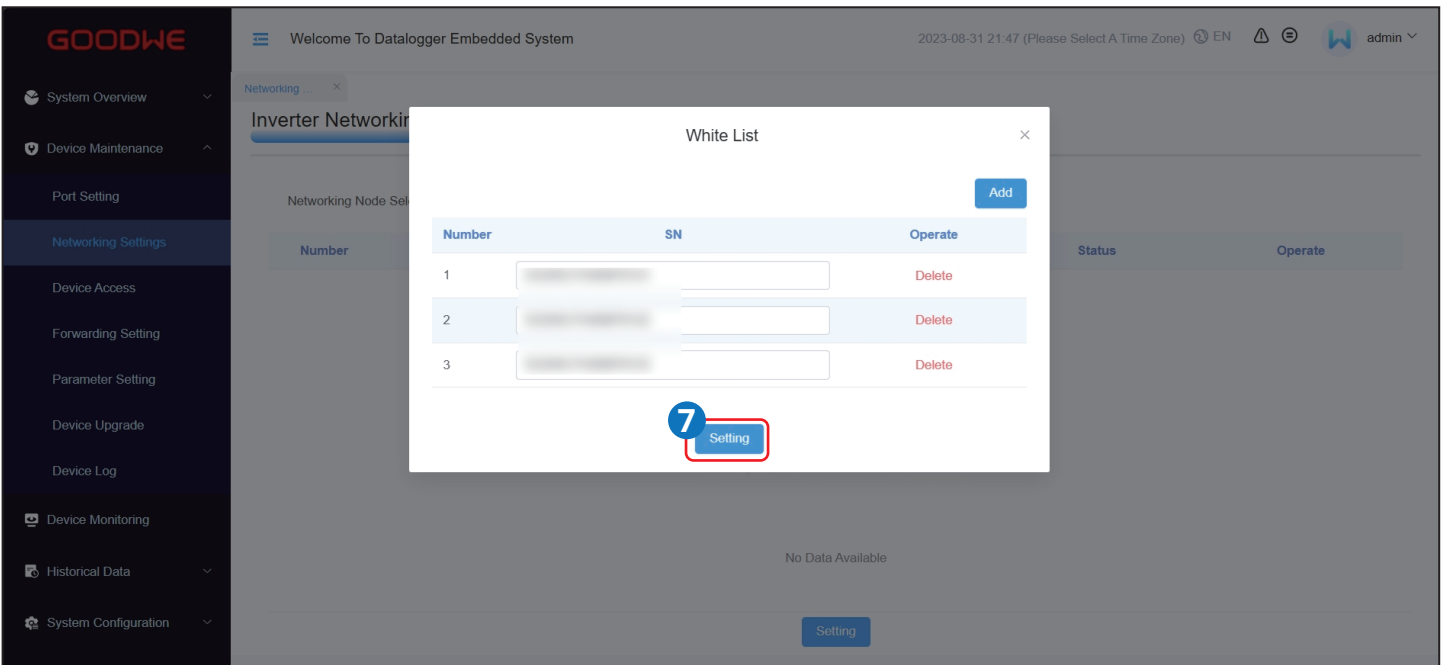 GOODWE
Welcome To Datalogger Embedded System
2023-08-31 21:47 (Please Select A Time Zone) EN
admin
System Overview
Device Maintenance
Port Setting
Networking Settings
Device Access
Forwarding Setting
Parameter Setting
Device Upgrade
Device Log
Device Monitoring
Historical Data
System Configuration
Networking ... ×
Inverter Networkin
Networking Node Sel
Number Status Operate
White List ×
Add
Number SN Operate
1 Delete
2 Delete
3 Delete
7
Setting
No Data Available
Setting